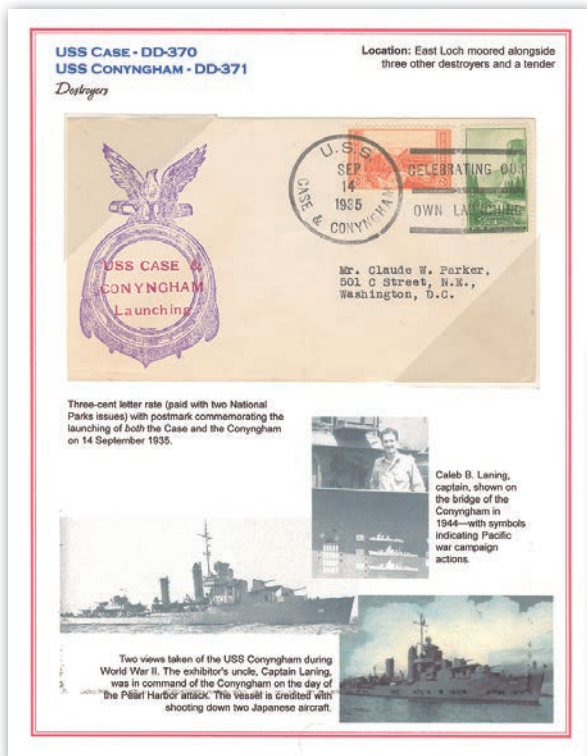 USS CASE - DD-370
USS CONYNGHAM - DD-371
Destroyers
Location: East Loch moored alongside
three other destroyers and a tender
U.S.S.
SEP
14
1935
CASE & CONYNGHAM
CELEBRATING OUR
OWN LAUNCHING
USS CASE &
CONYNGHAM
Launching
Mr. Claude W. Parker,
501 C Street, N.E.,
Washington, D.C.
Three-cent letter rate (paid with two National
Parks issues) with postmark commemorating the
launching of both the Case and the Conyngham
on 14 September 1935.
Caleb B. Laning,
captain, shown on
the bridge of the
Conyngham in
1944—with symbols
indicating Pacific
war campaign
actions.
Two views taken of the USS Conyngham during
World War II. The exhibitor's uncle, Captain Laning,
was in command of the Conyngham on the day of
the Pearl Harbor attack. The vessel is credited with
shooting down two Japanese aircraft.